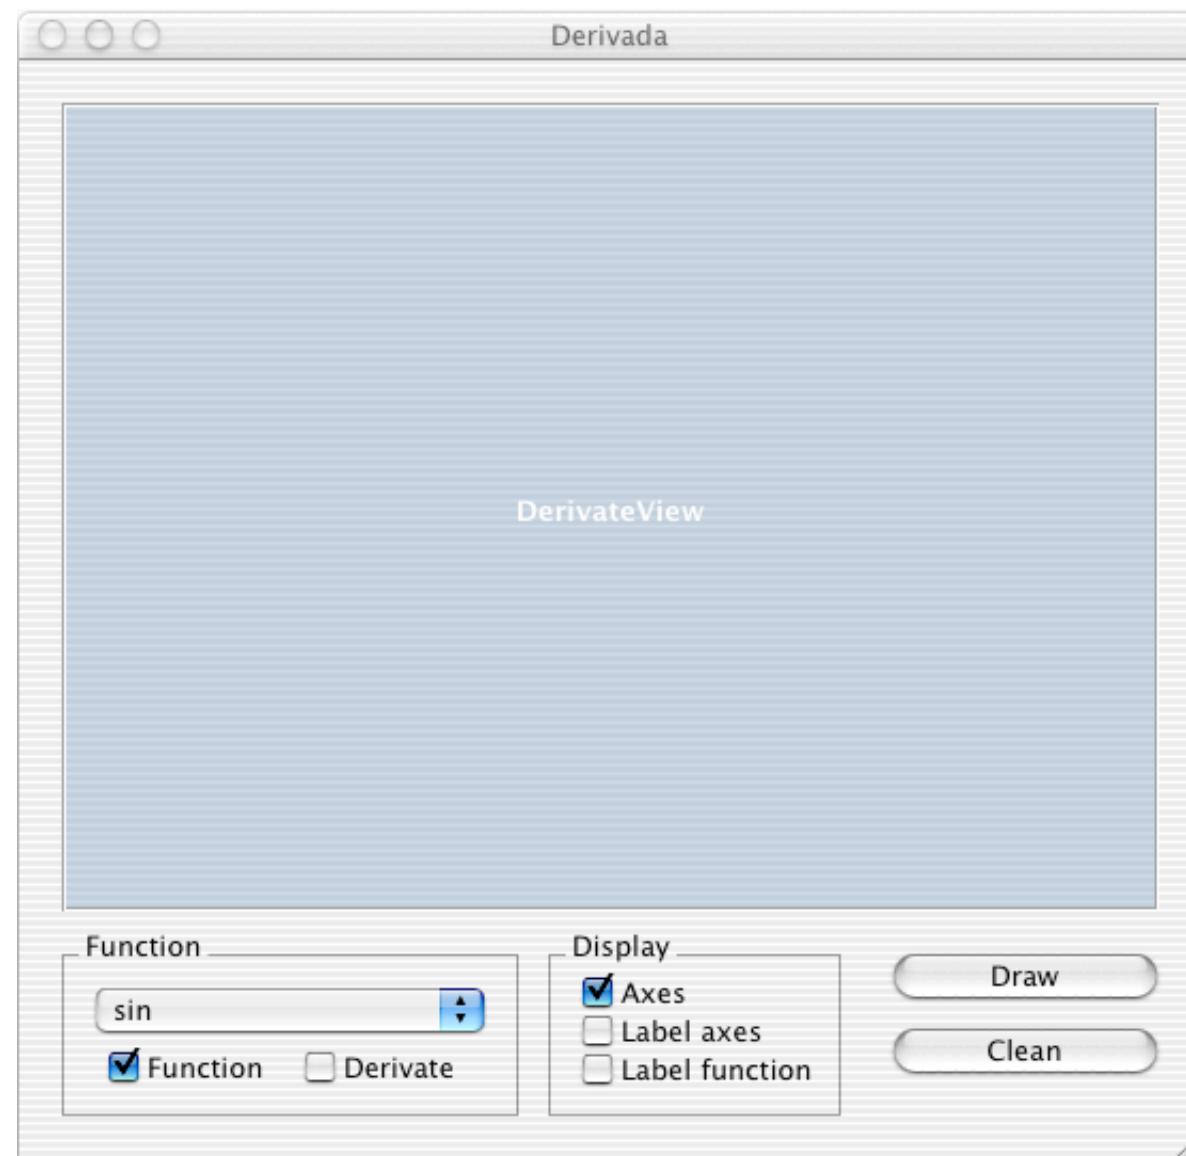 Derivada
DerivateView
Function
sin
Function Derivate
Display
Axes
Label axes
Label function
Draw
Clean